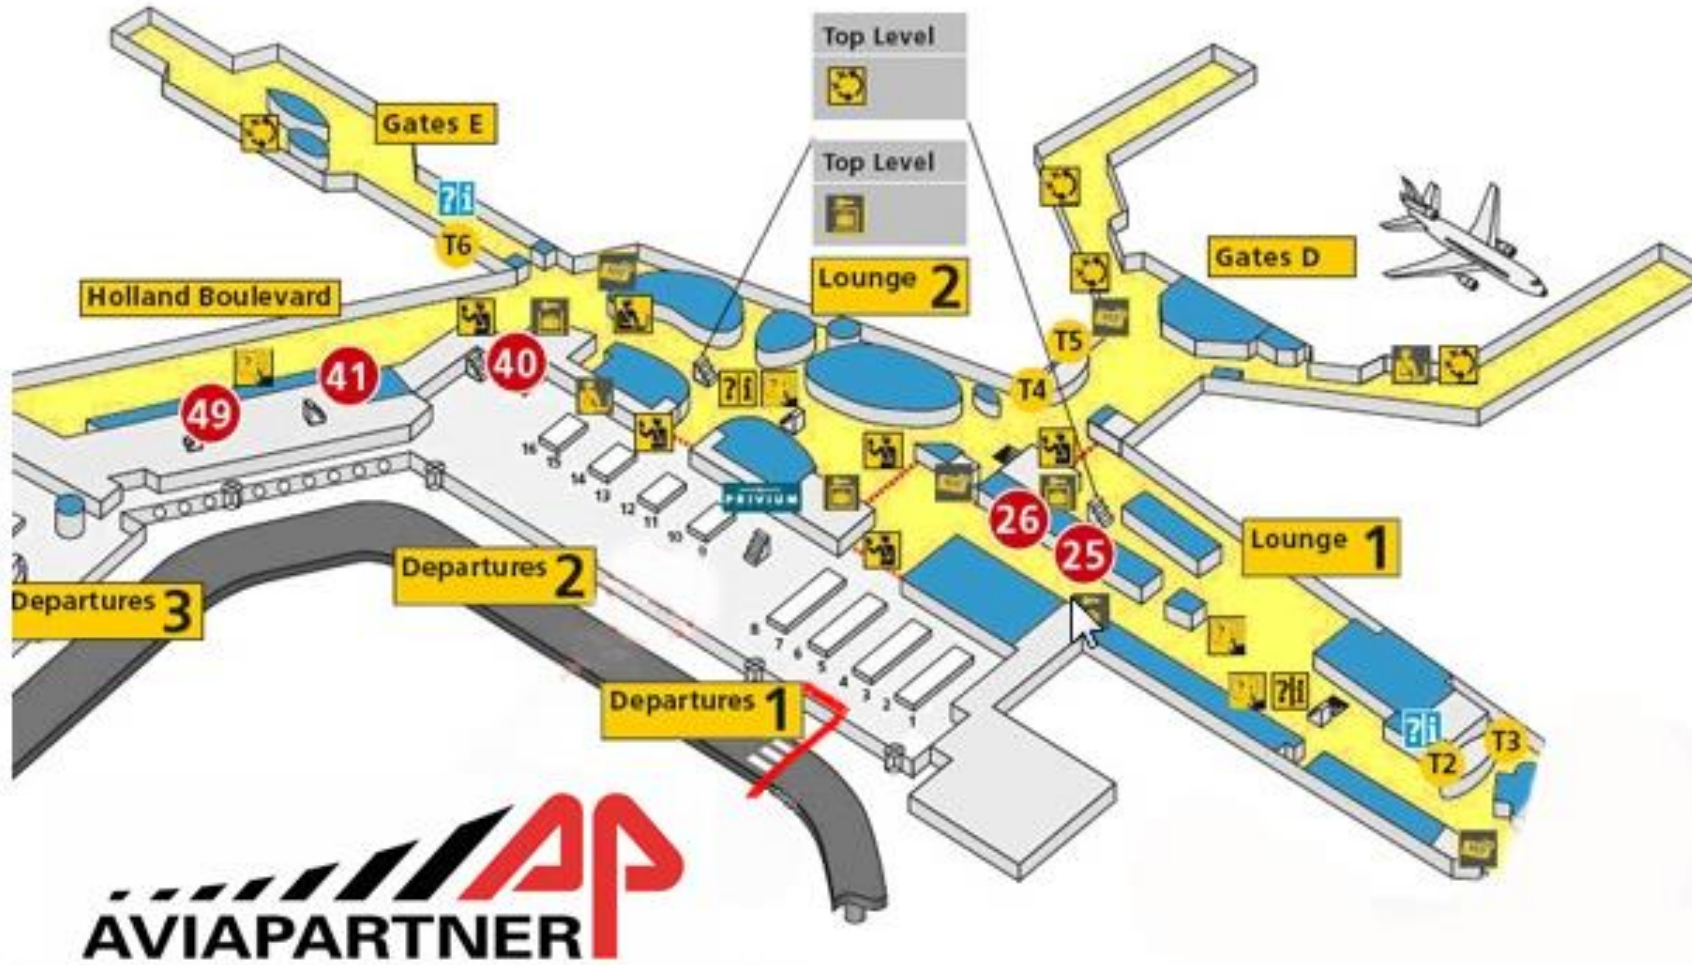 Top Level
Gates E
Top Level
?i
T6
Gates D
Lounge 2
Holland Boulevard
T5
40
41
T4
?i
49
16
15
14
13
12
11
10
9
PRIVIUM
26
25
Lounge 1
Departures 2
Departures 3
8
7
6
5
4
3
2
1
Departures 1
?i
?i
T3
T2
AP
AVIAPARTNER